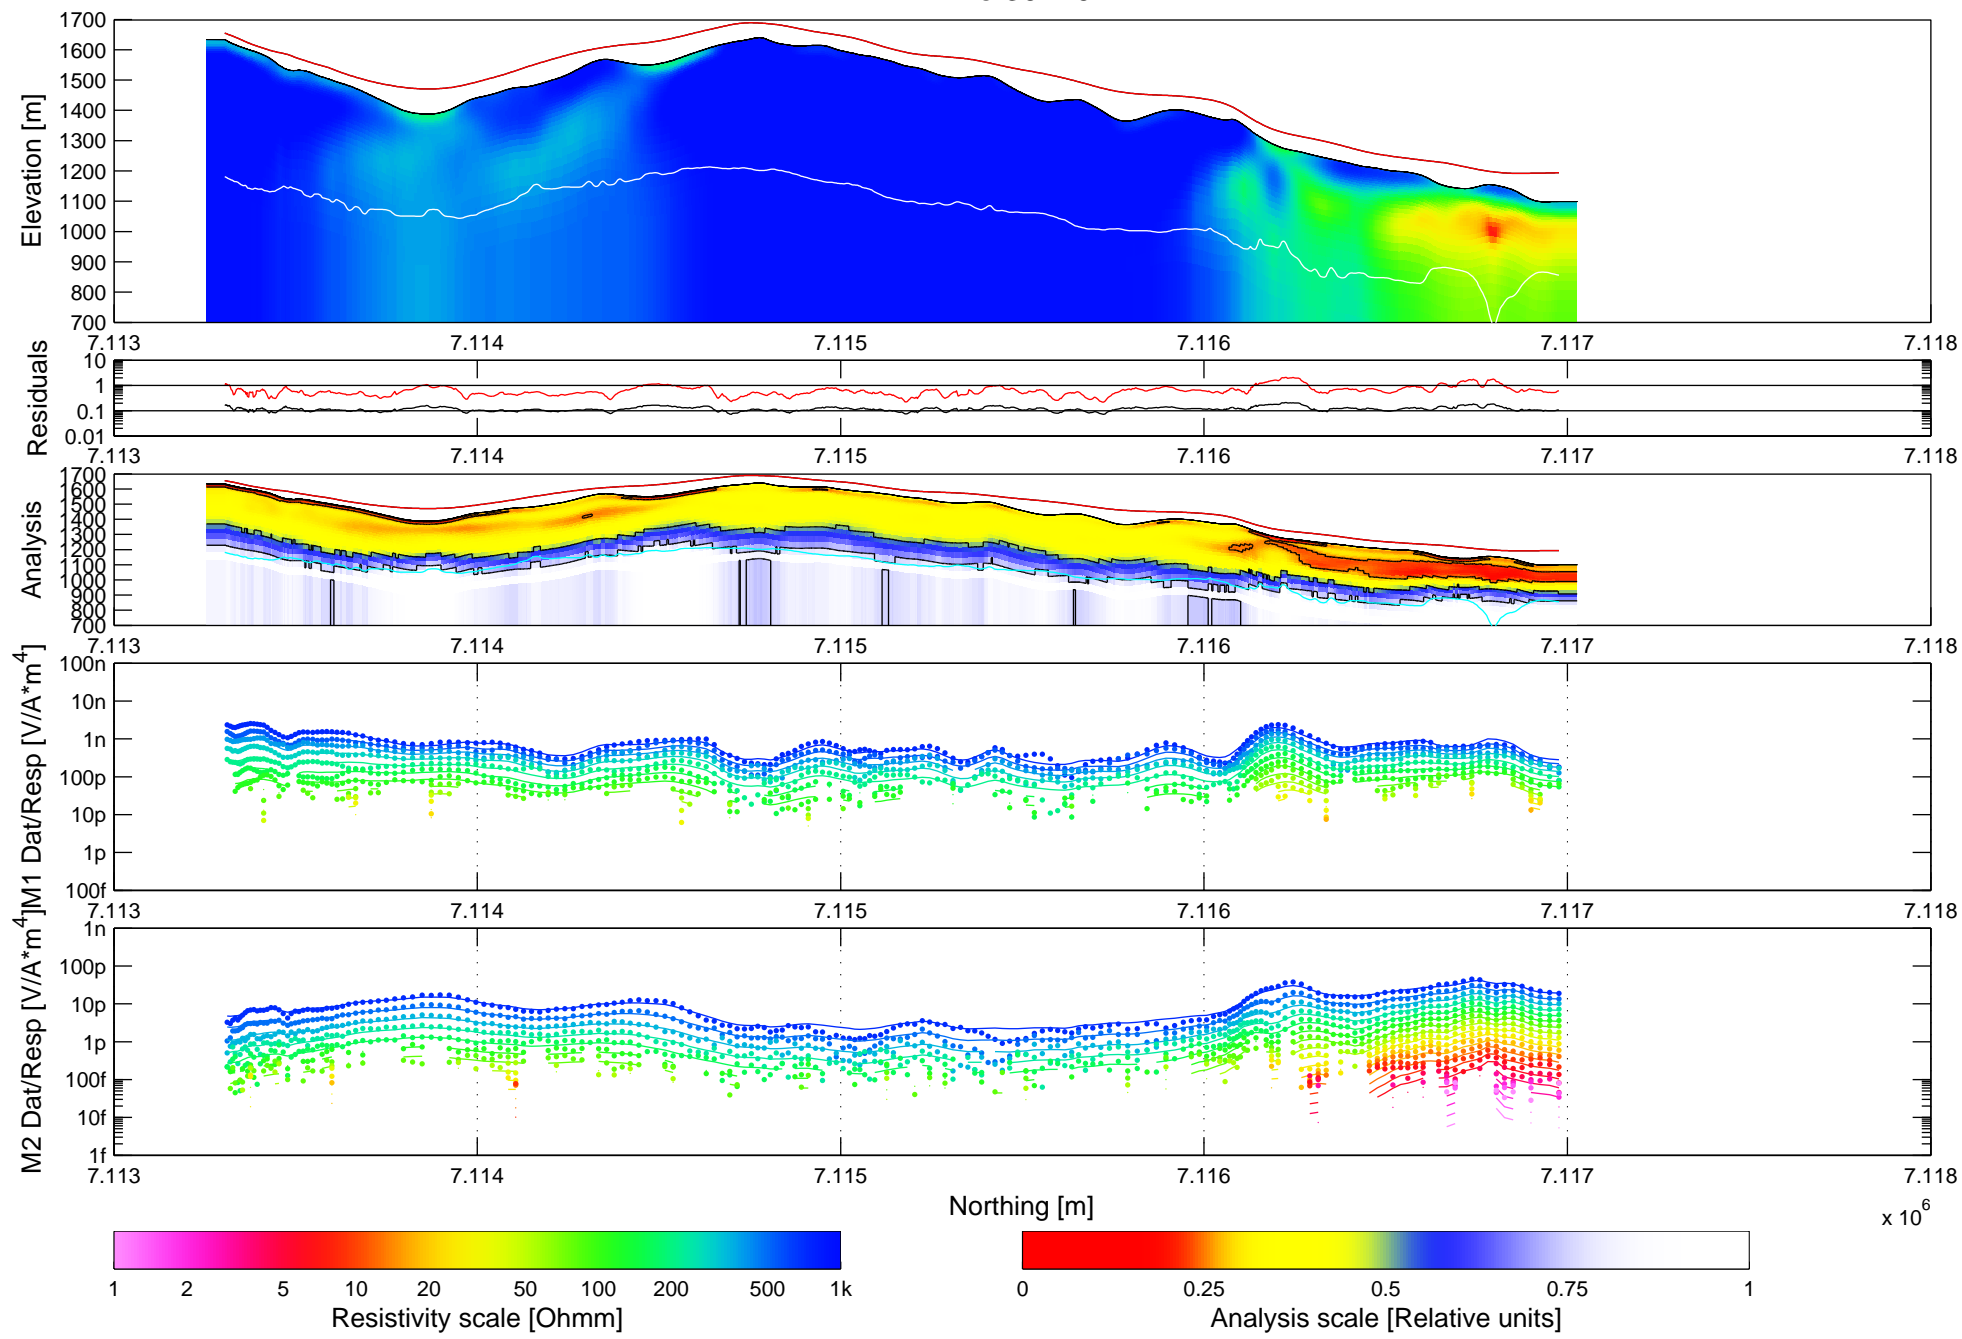 1700
1600
1500
1400
1300
1200
1100
1000
900
800
700
Elevation [m]
7.113 7.114 7.115 7.116 7.117 7.118
10
1
0.1
0.01
Residuals
7.113 7.114 7.115 7.116 7.117 7.118
1700
1600
1500
1400
1300
1200
1100
1000
900
800
700
Analysis
7.113 7.114 7.115 7.116 7.117 7.118
100n
10n
1n
100p
10p
1p
100f
M1 Dat/Resp [V/A*m^4]
7.113 7.114 7.115 7.116 7.117 7.118
1n
100p
10p
1p
100f
10f
1f
M2 Dat/Resp [V/A*m^4]
7.113 7.114 7.115 7.116 7.117 7.118
Northing [m]
x 10^6
1 2 5 10 20 50 100 200 500 1k
Resistivity scale [Ohmm]
0 0.25 0.5 0.75 1
Analysis scale [Relative units]